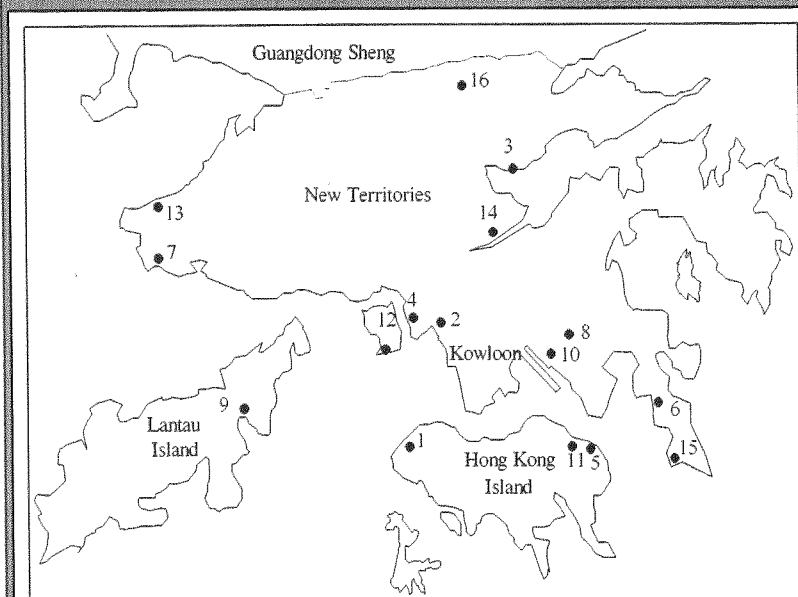 Guangdong Sheng
16
3
New Territories
13
14
7
4
12
2
8
Kowloon
10
9
6
Lantau
Island
1
Hong Kong
Island
11
5
15